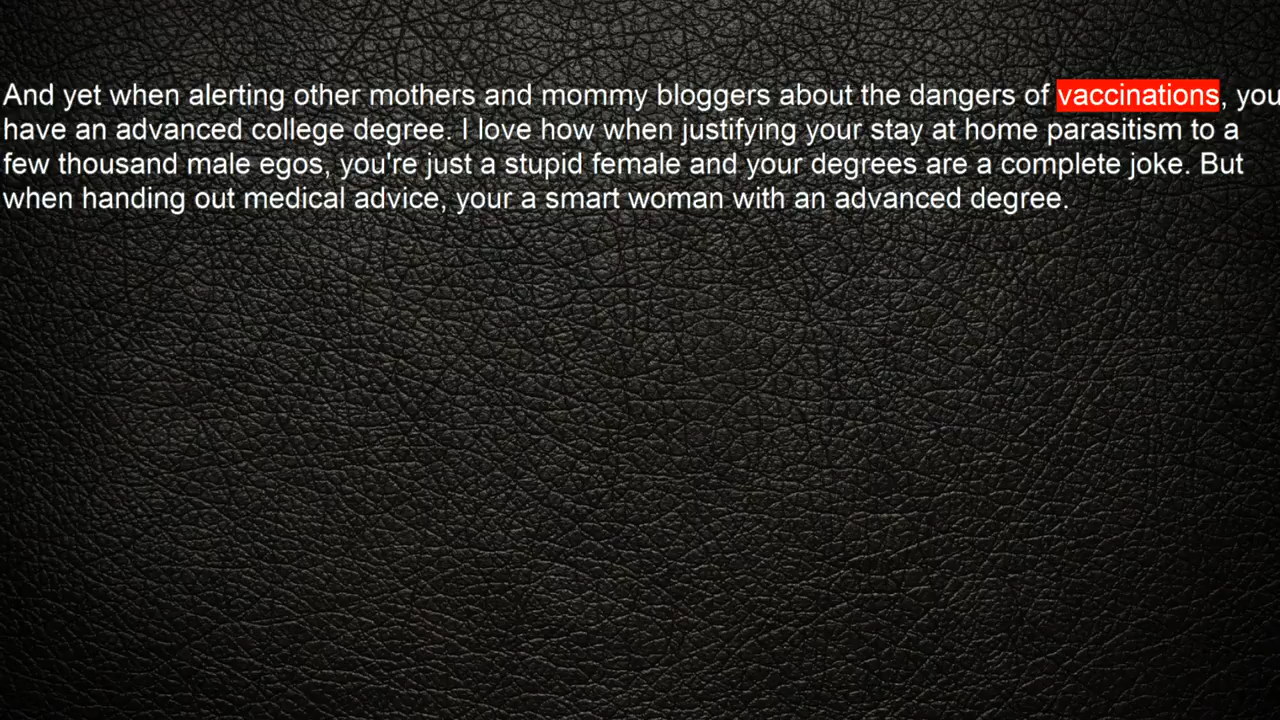 And yet when alerting other mothers and mommy bloggers about the dangers of vaccinations, you
have an advanced college degree. I love how when justifying your stay at home parasitism to a
few thousand male egos, you're just a stupid female and your degrees are a complete joke. But
when handing out medical advice, your a smart woman with an advanced degree.